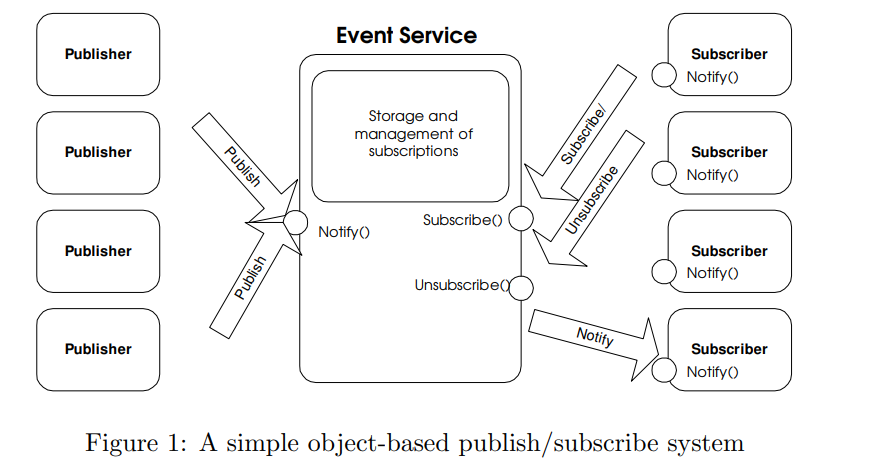 Event Service
Publisher
Publisher
Publisher
Publisher
Publish
Publish
Storage and
management of
subscriptions
Notify()
Subscribe()
Unsubscribe()
Subscribe/
Unsubscribe
Notify
Subscriber
Notify()
Subscriber
Notify()
Subscriber
Notify()
Subscriber
Notify()
Figure 1: A simple object-based publish/subscribe system